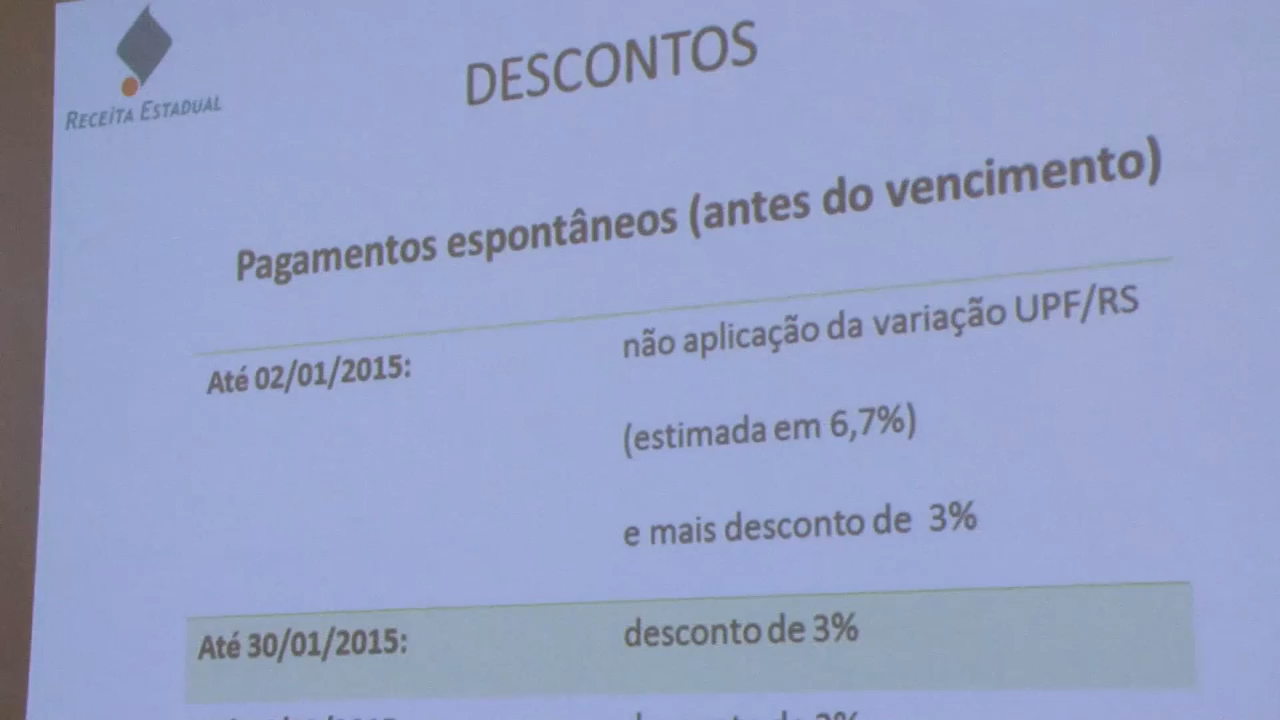 RECEITA ESTADUAL
DESCONTOS
Pagamentos espontâneos (antes do vencimento)
Até 02/01/2015:
não aplicação da variação UPF/RS
(estimada em 6,7%)
e mais desconto de 3%
Até 30/01/2015:
desconto de 3%